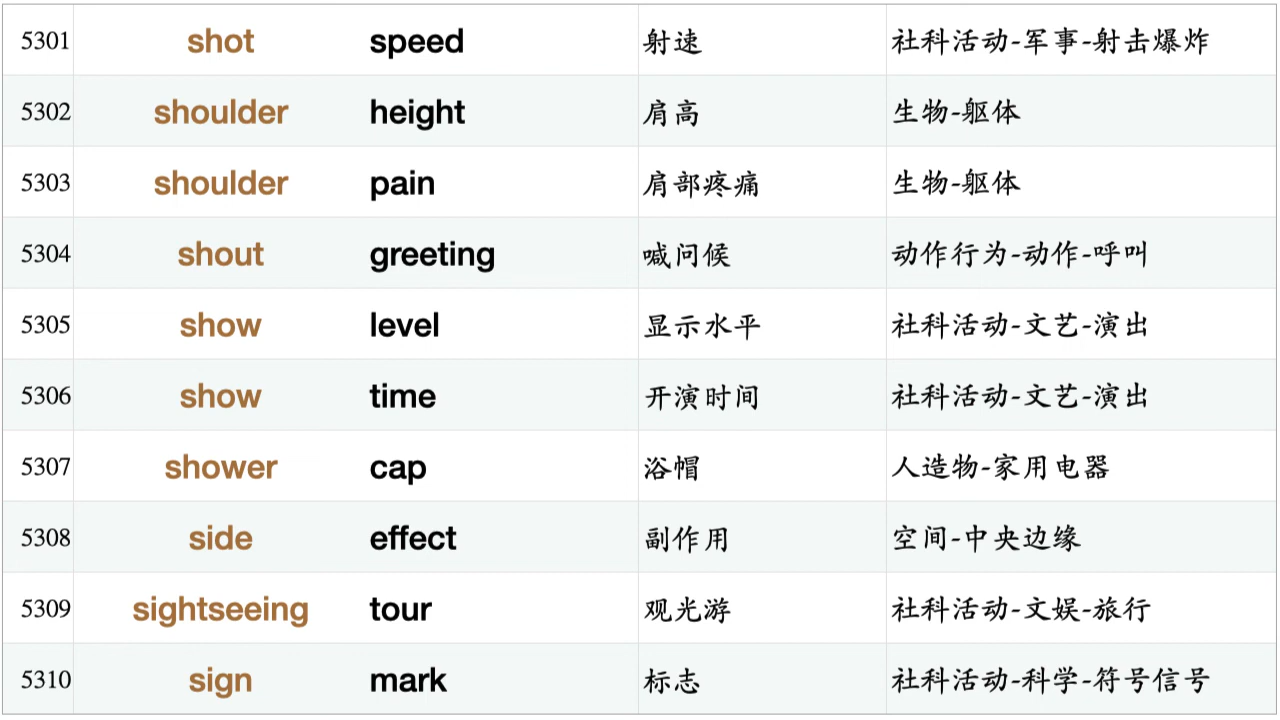 5301 shot speed 射速 社科活动-军事-射击爆炸
5302 shoulder height 肩高 生物-躯体
5303 shoulder pain 肩部疼痛 生物-躯体
5304 shout greeting 喊问候 动作行为-动作-呼叫
5305 show level 显示水平 社科活动-文艺-演出
5306 show time 开演时间 社科活动-文艺-演出
5307 shower cap 浴帽 人造物-家用电器
5308 side effect 副作用 空间-中央边缘
5309 sightseeing tour 观光游 社科活动-文娱-旅行
5310 sign mark 标志 社科活动-科学-符号信号